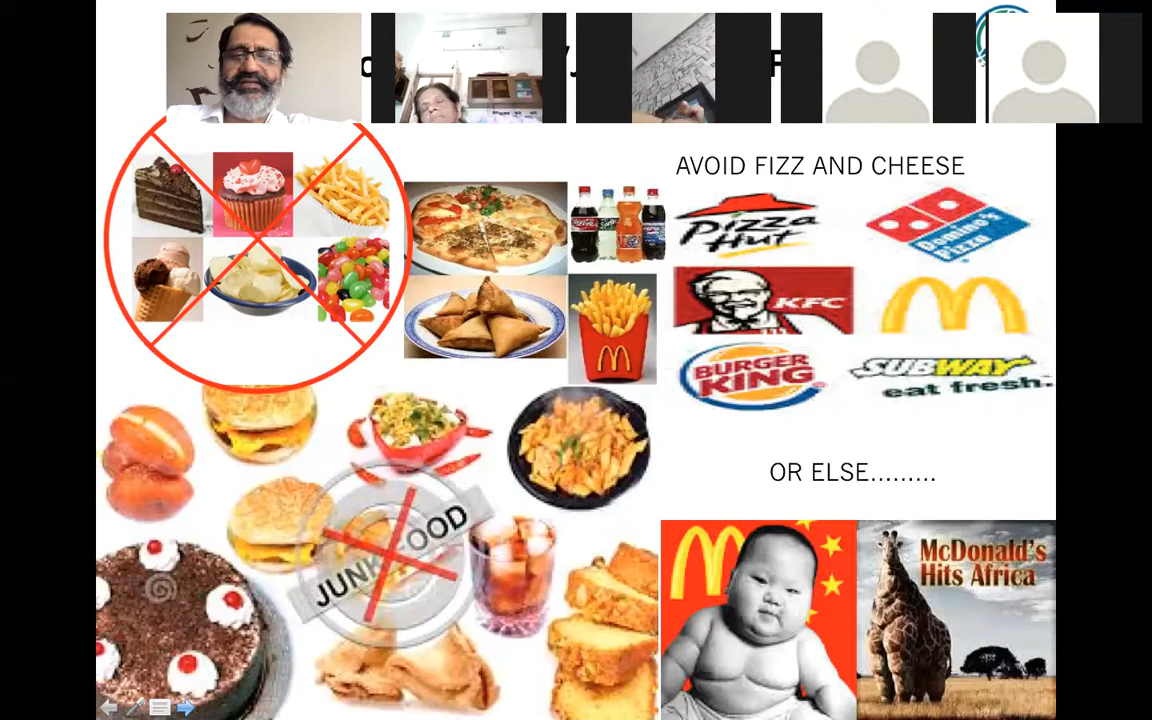 AVOID FIZZ AND CHEESE
Pizza
Hut
Domino's
Pizza
KFC
BURGER
KING
SUBWAY
eat fresh.
OR ELSE.........
JUNK FOOD
McDonald's
Hits Africa